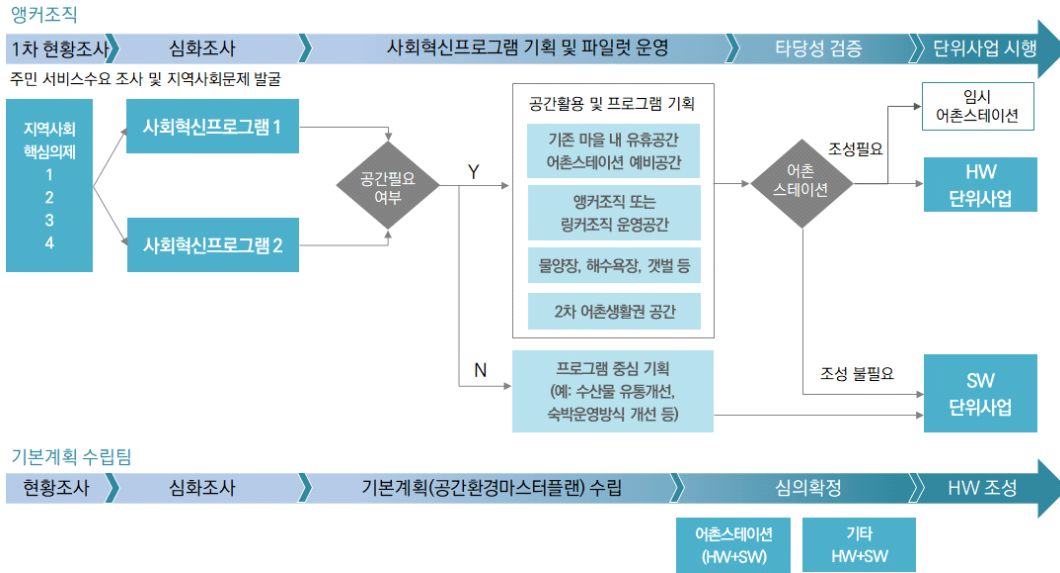 앵커조직
1차 현황조사
심화조사
사회혁신프로그램 기획 및 파일럿 운영
타당성 검증
단위사업 시행
주민 서비스수요 조사 및 지역사회문제 발굴
지역사회
핵심의제
1
2
3
4
사회혁신프로그램 1
사회혁신프로그램 2
공간필요
여부
Y
N
공간활용 및 프로그램 기획
기존 마을 내 유휴공간
어촌스테이션 예비공간
앵커조직 또는
링커조직 운영공간
물양장, 해수욕장, 갯벌 등
2차 어촌생활권 공간
프로그램 중심 기획
(예: 수산물 유통개선,
숙박운영방식 개선 등)
어촌
스테이션
조성필요
조성 불필요
임시
어촌스테이션
HW
단위사업
SW
단위사업
기본계획 수립팀
현황조사
심화조사
기본계획(공간환경마스터플랜) 수립
심의확정
HW 조성
어촌스테이션
(HW+SW)
기타
HW+SW